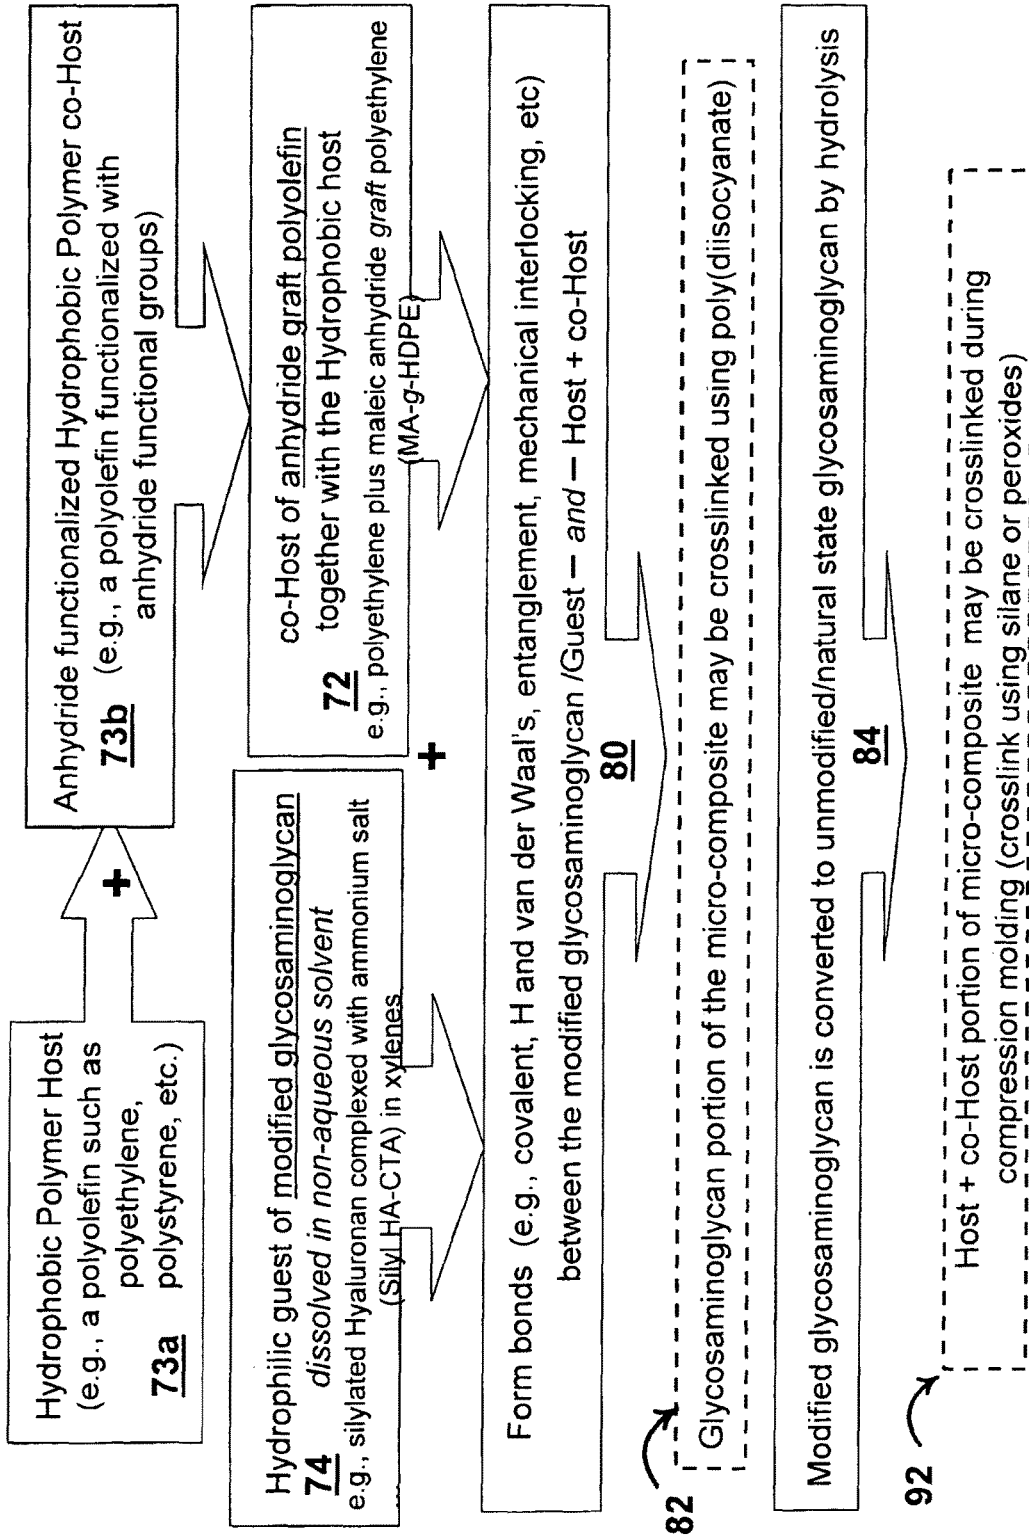 Hydrophobic Polymer Host
(e.g., a polyolefin such as
polyethylene,
polystyrene, etc.)
73a
+
Anhydride functionalized Hydrophobic Polymer co-Host
73b (e.g., a polyolefin functionalized with
anhydride functional groups)
Hydrophilic guest of modified glycosaminoglycan
74 dissolved in non-aqueous solvent
e.g., silylated Hyaluronan complexed with ammonium salt
(Silyl HA-CTA) in xylenes
+
co-Host of anhydride graft polyolefin
72 together with the Hydrophobic host
e.g., polyethylene plus maleic anhydride graft polyethylene
(MA-g-HDPE)
Form bonds (e.g., covalent, H and van der Waal's, entanglement, mechanical interlocking, etc)
between the modified glycosaminoglycan /Guest – and – Host + co-Host
80
82
Glycosaminoglycan portion of the micro-composite may be crosslinked using poly(diisocyanate)
Modified glycosaminoglycan is converted to unmodified/natural state glycosaminoglycan by hydrolysis
84
92
Host + co-Host portion of micro-composite may be crosslinked during
compression molding (crosslink using silane or peroxides)